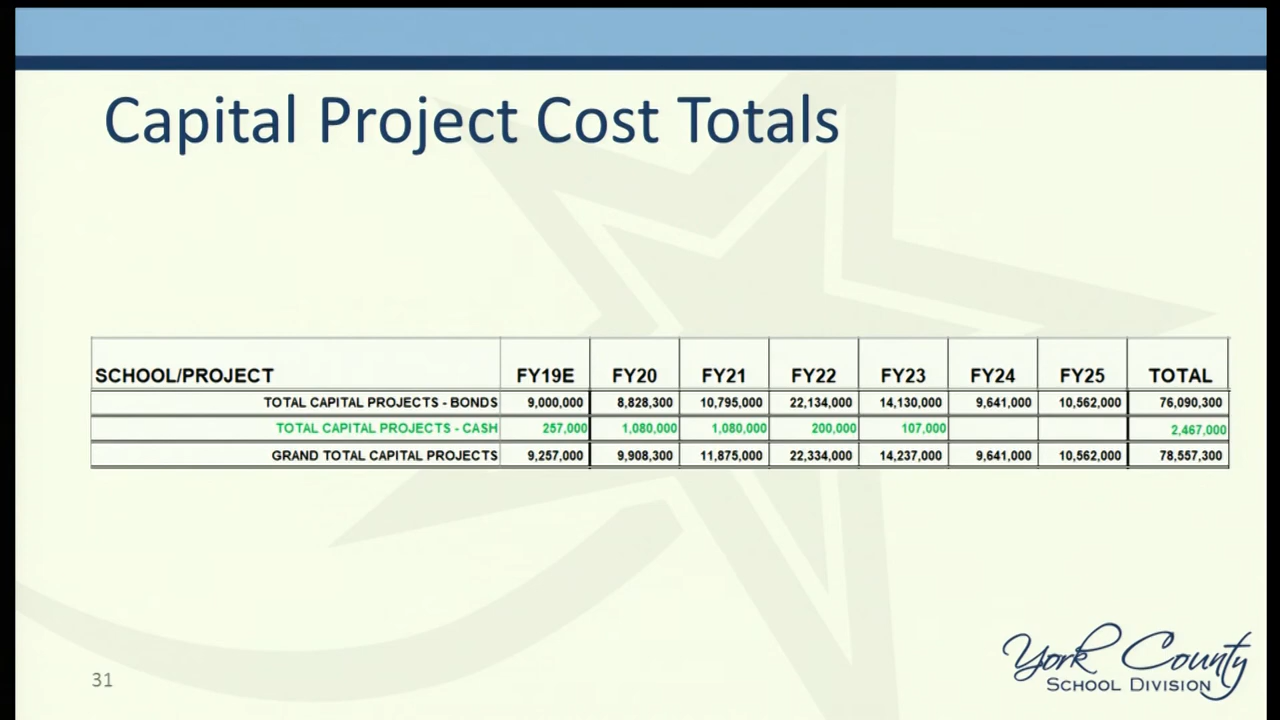 Capital Project Cost Totals
SCHOOL/PROJECT FY19E FY20 FY21 FY22 FY23 FY24 FY25 TOTAL
TOTAL CAPITAL PROJECTS - BONDS 9,000,000 8,828,300 10,795,000 22,134,000 14,130,000 9,641,000 10,562,000 76,090,300
TOTAL CAPITAL PROJECTS - CASH 257,000 1,080,000 1,080,000 200,000 107,000 2,467,000
GRAND TOTAL CAPITAL PROJECTS 9,257,000 9,908,300 11,875,000 22,334,000 14,237,000 9,641,000 10,562,000 78,557,300
York County
SCHOOL DIVISION
31